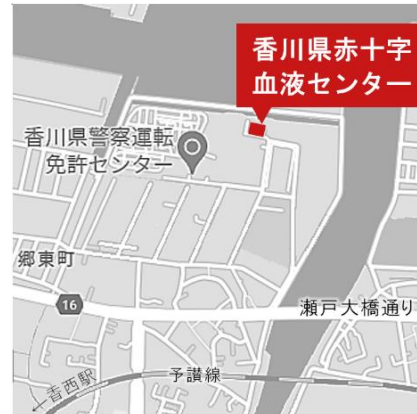 香川県赤十字
血液センター
香川県警察運転
免許センター
郷東町
16
瀬戸大橋通り
予讃線
←香西駅